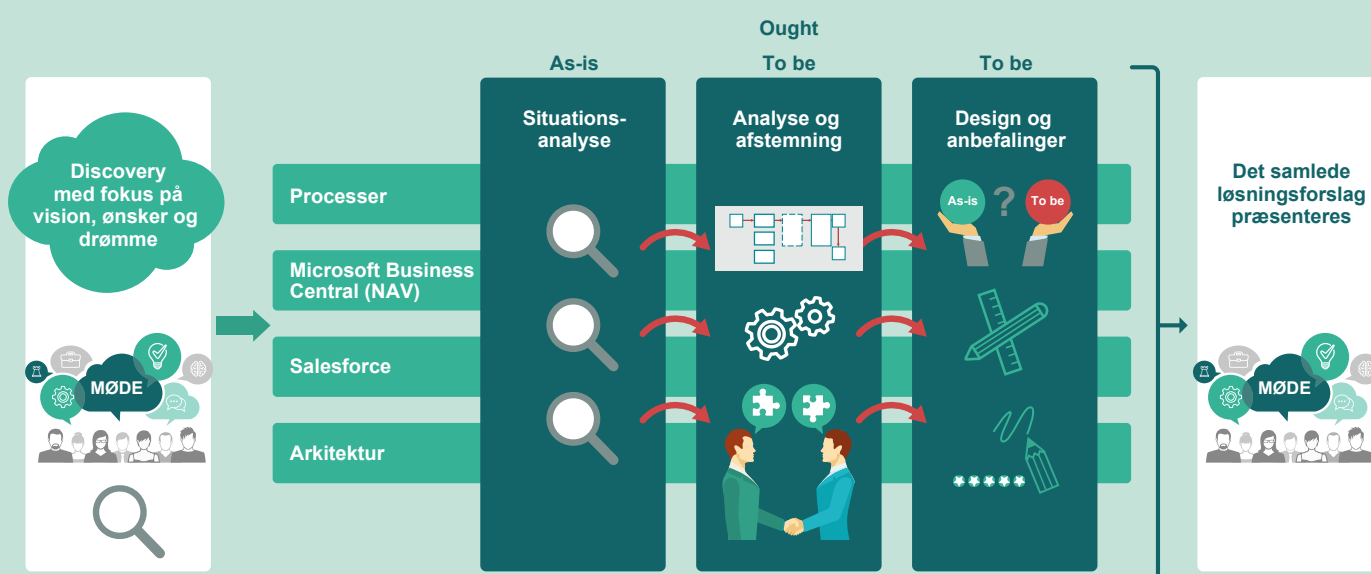 Ought
As-is
To be
To be
Discovery
med fokus på
vision, ønsker og
drømme
MØDE
Processer
Microsoft Business
Central (NAV)
Salesforce
Arkitektur
Situations-
analyse
Analyse og
afstemning
Design og
anbefalinger
As-is
?
To be
Det samlede
løsningsforslag
præsenteres
MØDE